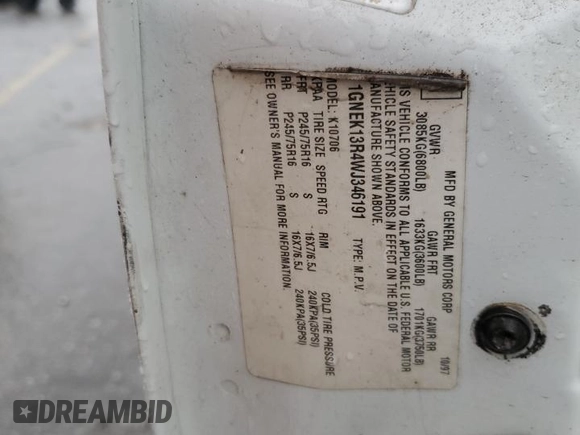 MFD BY GENERAL MOTORS CORP 10/97
GVWR GAWR FRT GAWR RR
3085KG(6800LB) 1633KG(3600LB) 1701KG(3750LB)
THIS VEHICLE CONFORMS TO ALL APPLICABLE U.S. FEDERAL MOTOR
VEHICLE SAFETY STANDARDS IN EFFECT ON THE DATE OF
MANUFACTURE SHOWN ABOVE.
1GNEK13R4WJ346191 TYPE: M.P.V.
MODEL: K10706
TIRE SIZE SPEED RTG RIM COLD TIRE PRESSURE
FRT P245/75R16 S 16X7/6.5J 240KPA(35PSI)
RR P245/75R16 S 16X7/6.5J 240KPA(35PSI)
SEE OWNER'S MANUAL FOR MORE INFORMATION.
DREAMBID